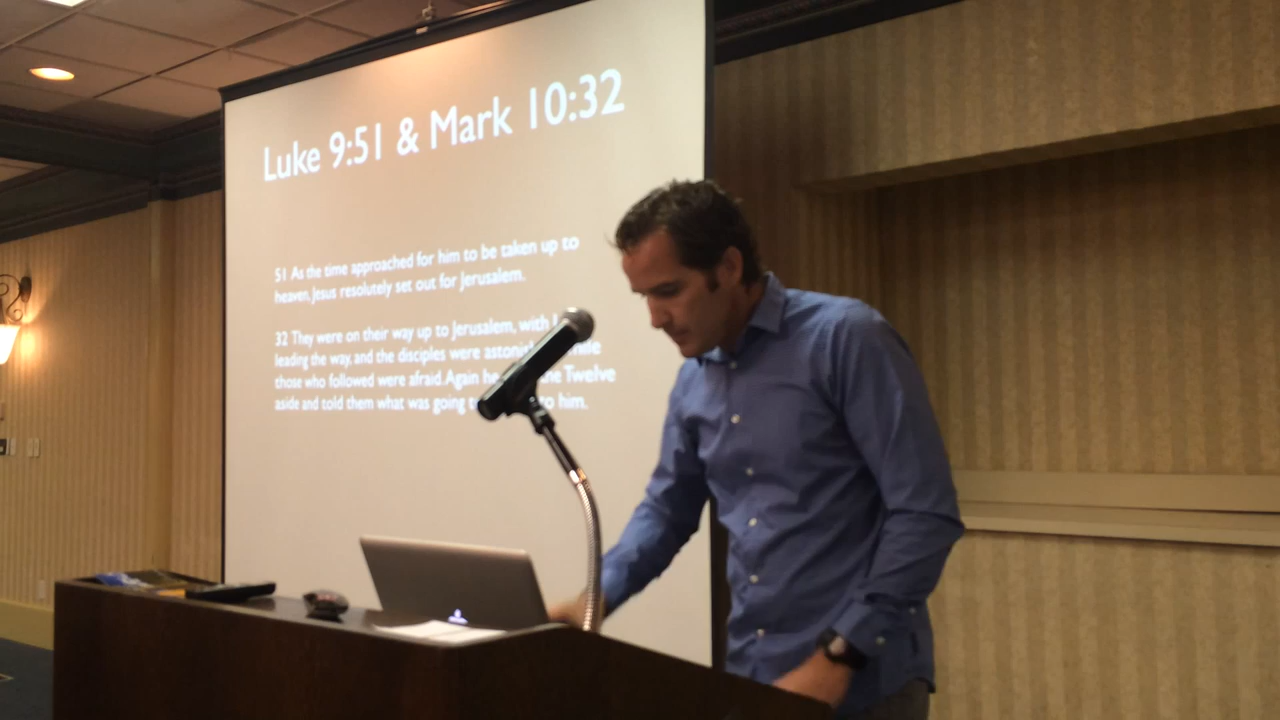 Luke 9:51 & Mark 10:32
51 As the time approached for him to be taken up to
heaven, Jesus resolutely set out for Jerusalem.
32 They were on their way up to Jerusalem, with
leading the way, and the disciples were
those who followed were afraid. Again he Twelve
aside and told them what was going to him.